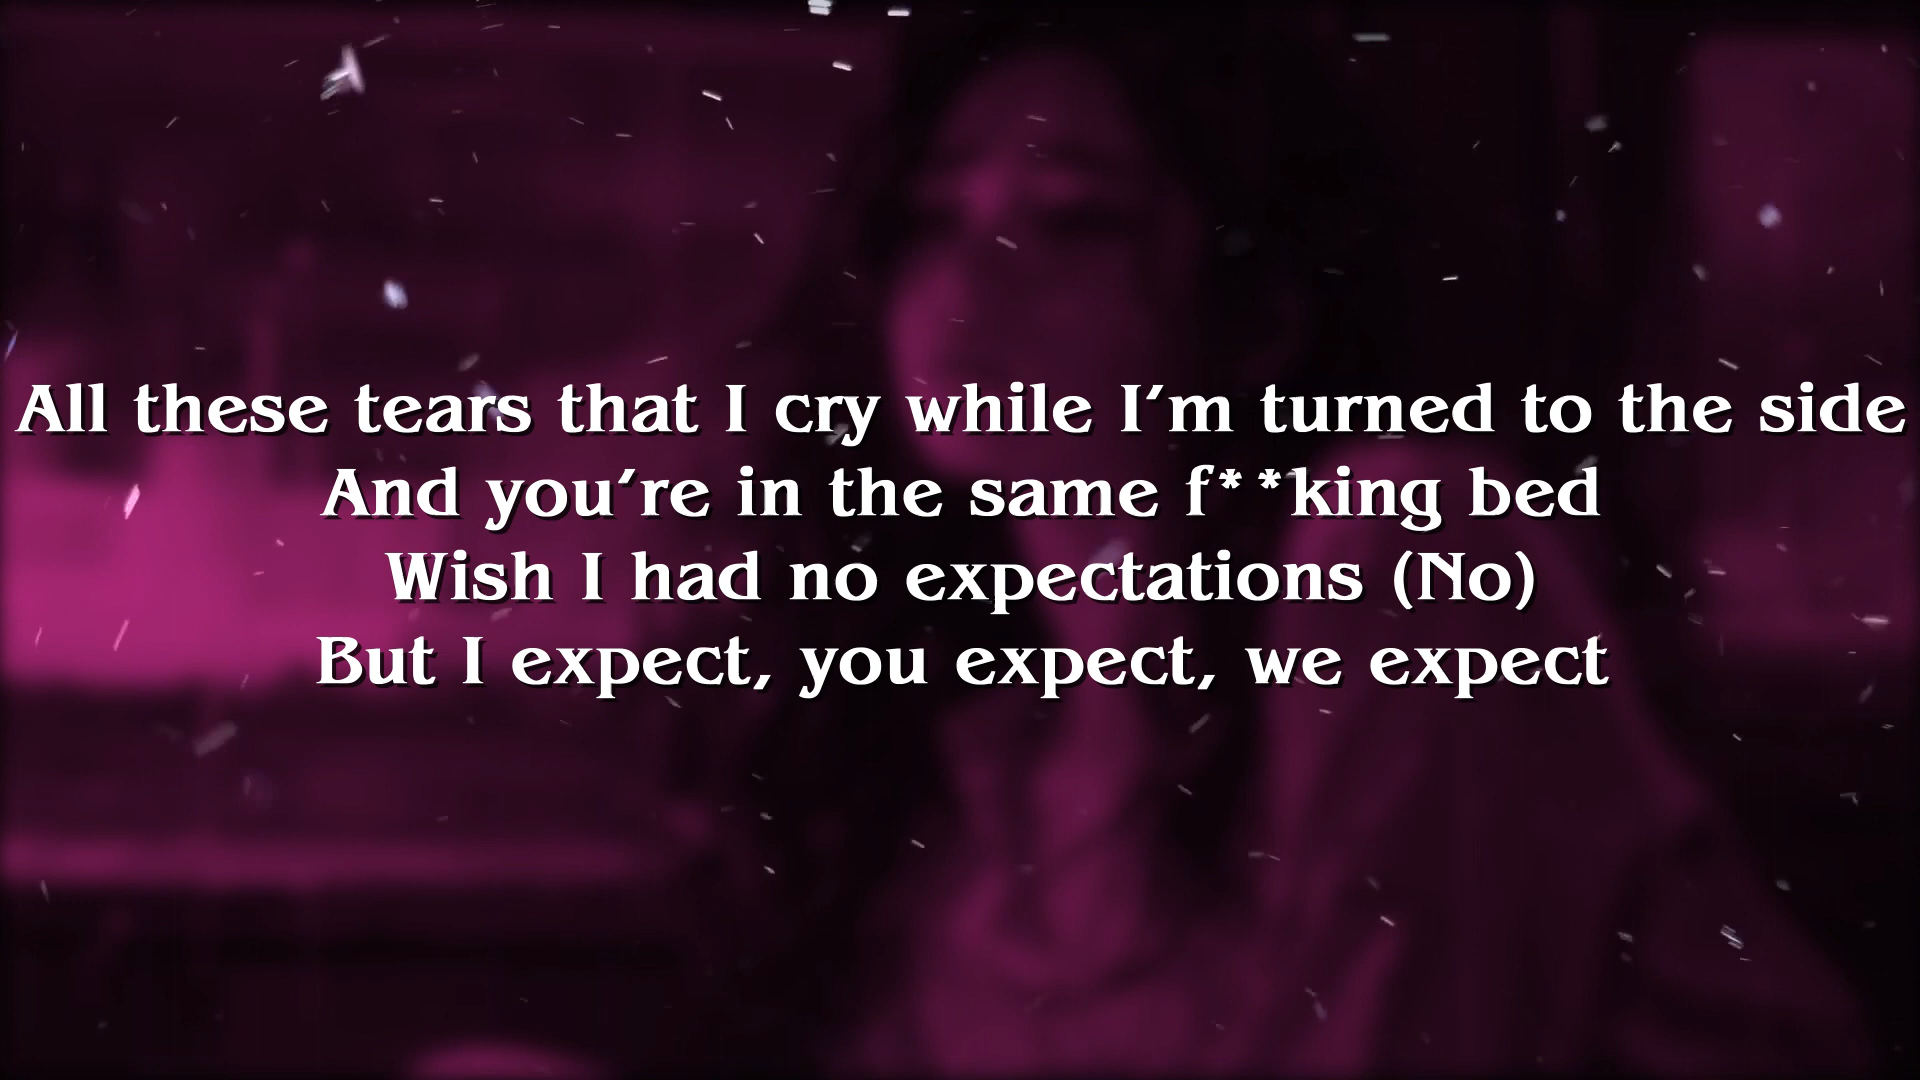 All these tears that I cry while I'm turned to the side
And you're in the same f**king bed
Wish I had no expectations (No)
But I expect, you expect, we expect